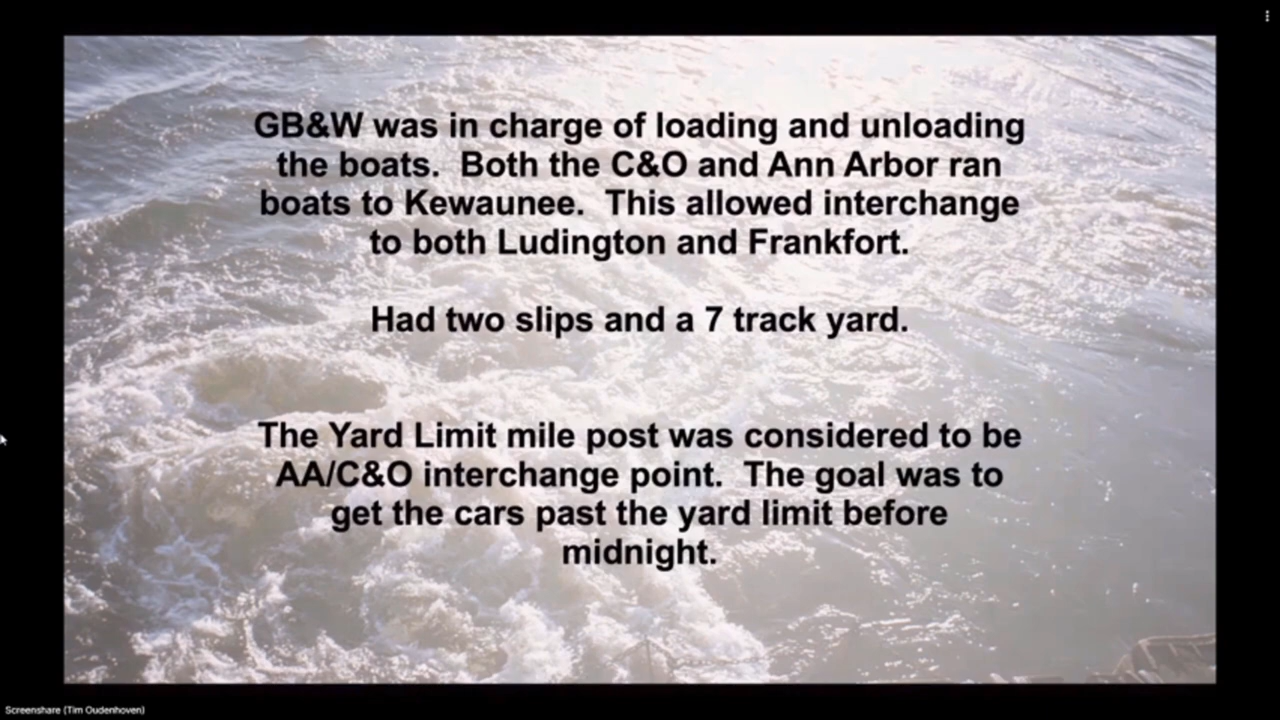 GB&W was in charge of loading and unloading
the boats.  Both the C&O and Ann Arbor ran
boats to Kewaunee.  This allowed interchange
to both Ludington and Frankfort.
Had two slips and a 7 track yard.
The Yard Limit mile post was considered to be
AA/C&O interchange point.  The goal was to
get the cars past the yard limit before
midnight.
Screenshare (Tim Oudenhoven)